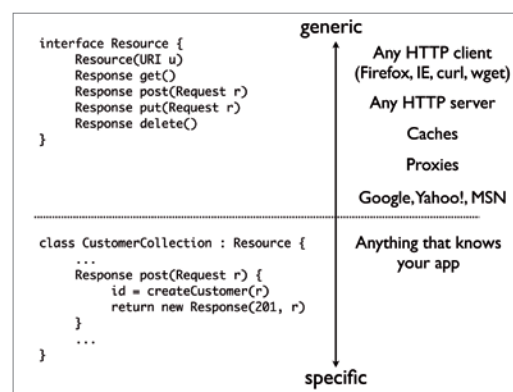 generic
interface Resource {
Resource(URI u)
Response get()
Response post(Request r)
Response put(Request r)
Response delete()
}
Any HTTP client
(Firefox, IE, curl, wget)
Any HTTP server
Caches
Proxies
Google, Yahoo!, MSN
class CustomerCollection : Resource {
...
Response post(Request r) {
id = createCustomer(r)
return new Response(201, r)
}
...
}
Anything that knows
your app
specific